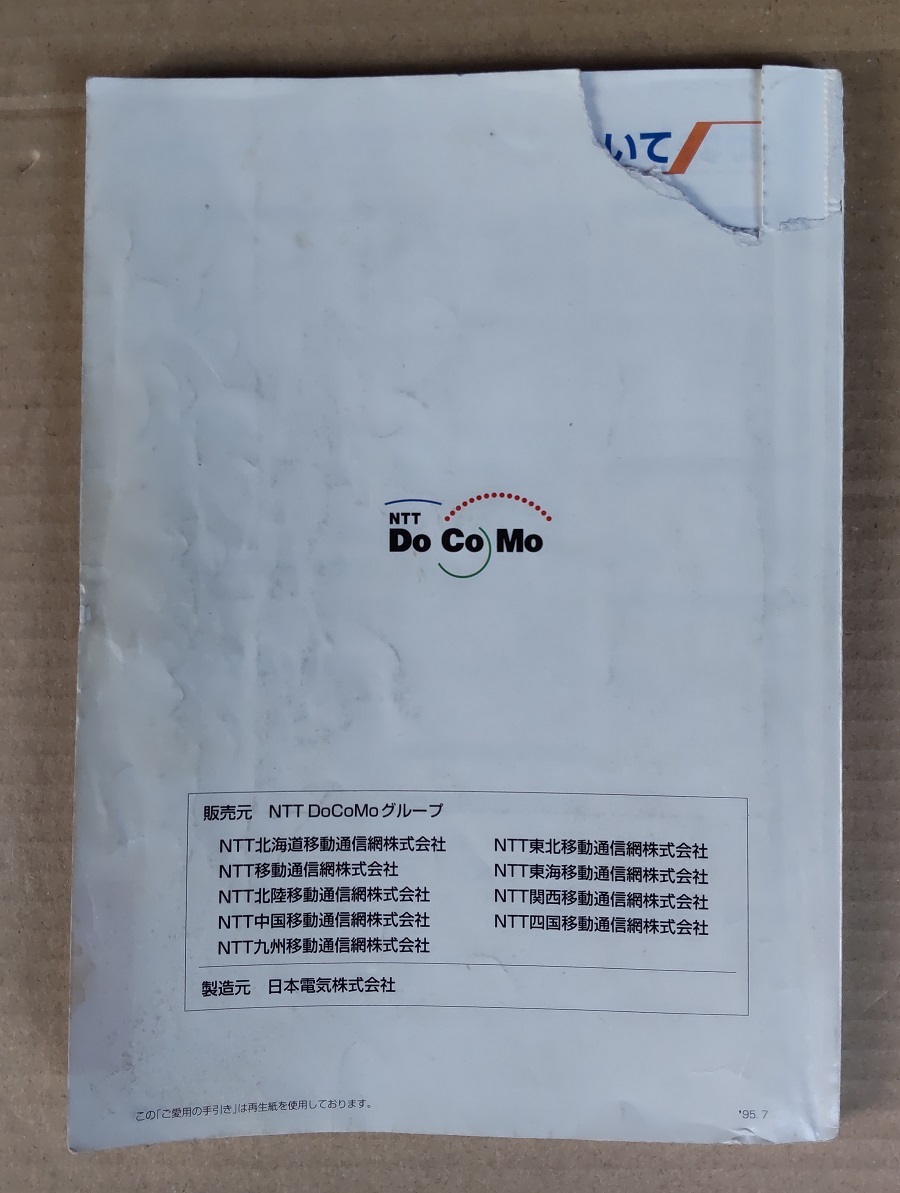 いて
NTT
Do Co Mo
販売元 NTT DoCoMoグループ
NTT北海道移動通信網株式会社 NTT東北移動通信網株式会社
NTT移動通信網株式会社 NTT東海移動通信網株式会社
NTT北陸移動通信網株式会社 NTT関西移動通信網株式会社
NTT中国移動通信網株式会社 NTT四国移動通信網株式会社
NTT九州移動通信網株式会社
製造元 日本電気株式会社
この「ご愛用の手引き」は再生紙を使用しております。 '95.7